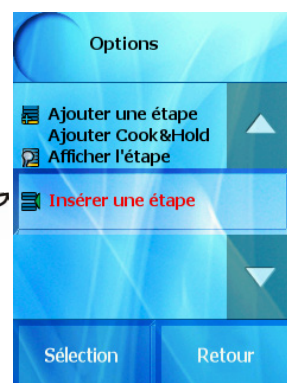 Options
Ajouter une étape
Ajouter Cook&Hold
Afficher l'étape
Insérer une étape
Sélection
Retour